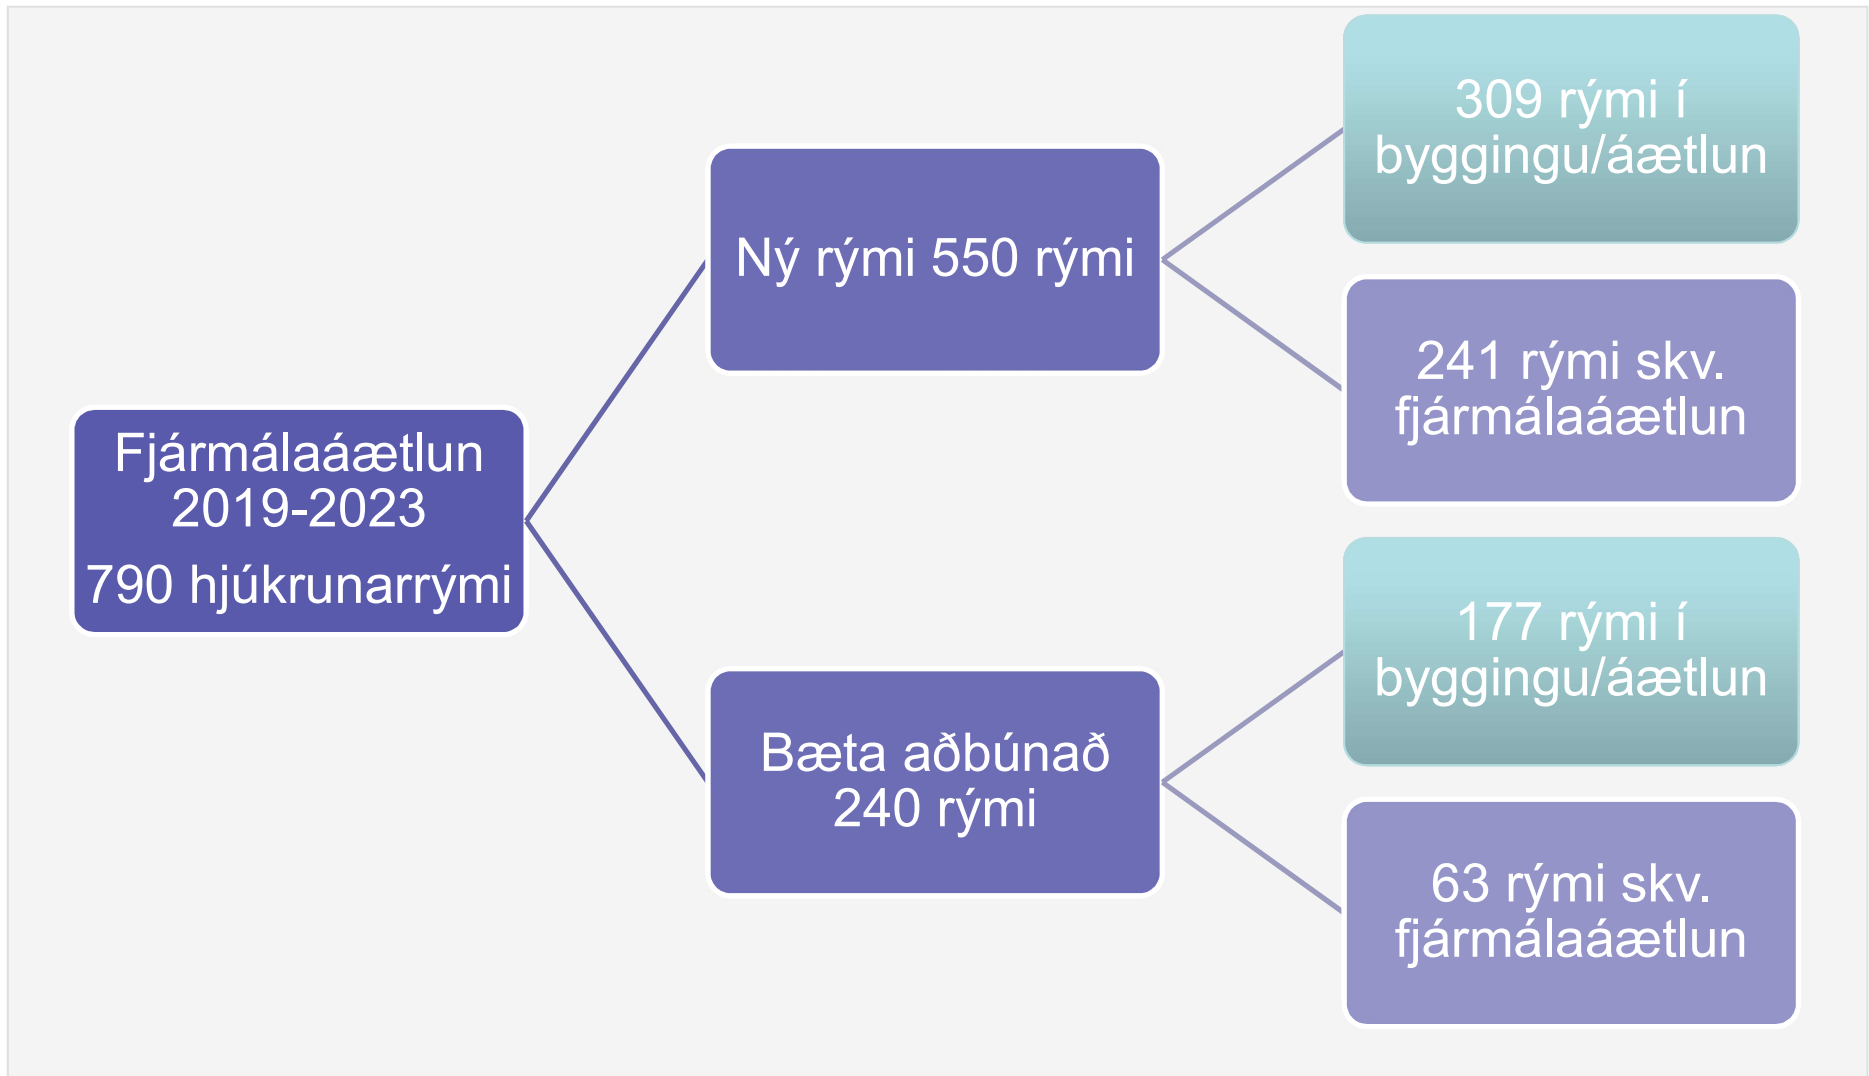 Fjármálaáætlun
2019-2023
790 hjúkrunarrými
Ný rými 550 rými
309 rými í
byggingu/áætlun
241 rými skv.
fjármálaáætlun
Bæta aðbúnað
240 rými
177 rými í
byggingu/áætlun
63 rými skv.
fjármálaáætlun